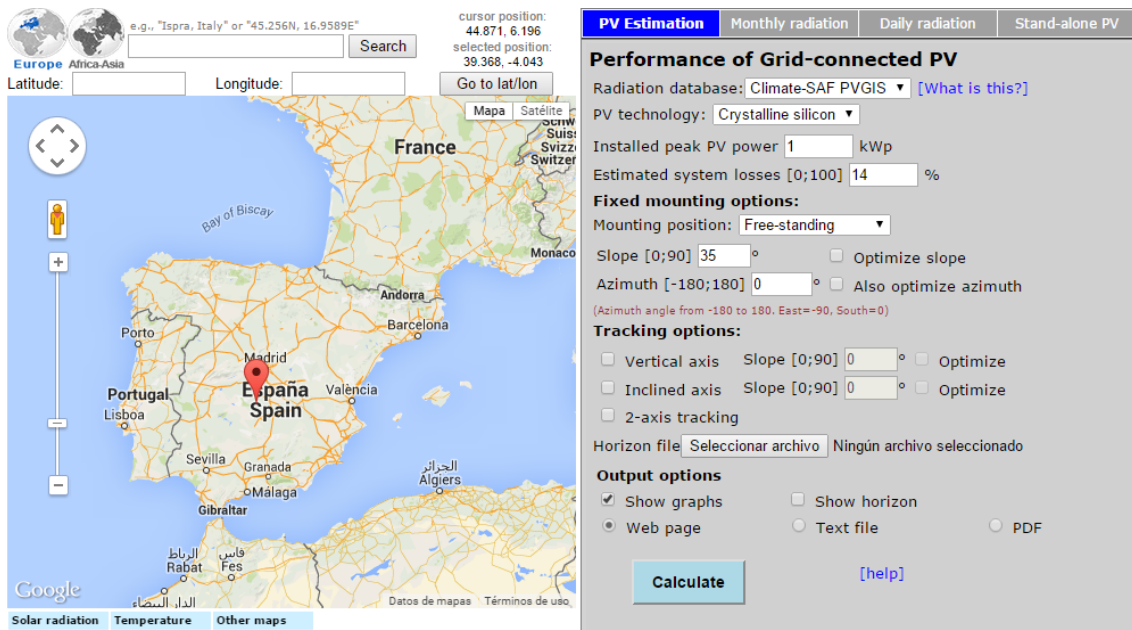 e.g., "Ispra, Italy" or "45.256N, 16.9589E"
cursor position:
44.871, 6.196
selected position:
39.368, -4.043
Search
Europe Africa-Asia
Latitude: Longitude: Go to lat/lon
Mapa Satélite
Suiss
Svizz
Switzer
France
Bay of Biscay
Monaco
Andorra
Porto
Barcelona
Madrid
Portugal
España
Spain
València
Lisboa
Sevilla
Granada
Málaga
الجزائر
Algiers
Gibraltar
الرباط
Rabat
فاس
Fes
الدار البيضاء
Google
Datos de mapas Términos de uso
Solar radiation Temperature Other maps
PV Estimation Monthly radiation Daily radiation Stand-alone PV
Performance of Grid-connected PV
Radiation database: Climate-SAF PVGIS [What is this?]
PV technology: Crystalline silicon
Installed peak PV power 1 kWp
Estimated system losses [0;100] 14 %
Fixed mounting options:
Mounting position: Free-standing
Slope [0;90] 35 º Optimize slope
Azimuth [-180;180] 0 º Also optimize azimuth
(Azimuth angle from -180 to 180. East=-90, South=0)
Tracking options:
Vertical axis Slope [0;90] 0 º Optimize
Inclined axis Slope [0;90] 0 º Optimize
2-axis tracking
Horizon file Seleccionar archivo Ningún archivo seleccionado
Output options
Show graphs Show horizon
Web page Text file PDF
Calculate [help]